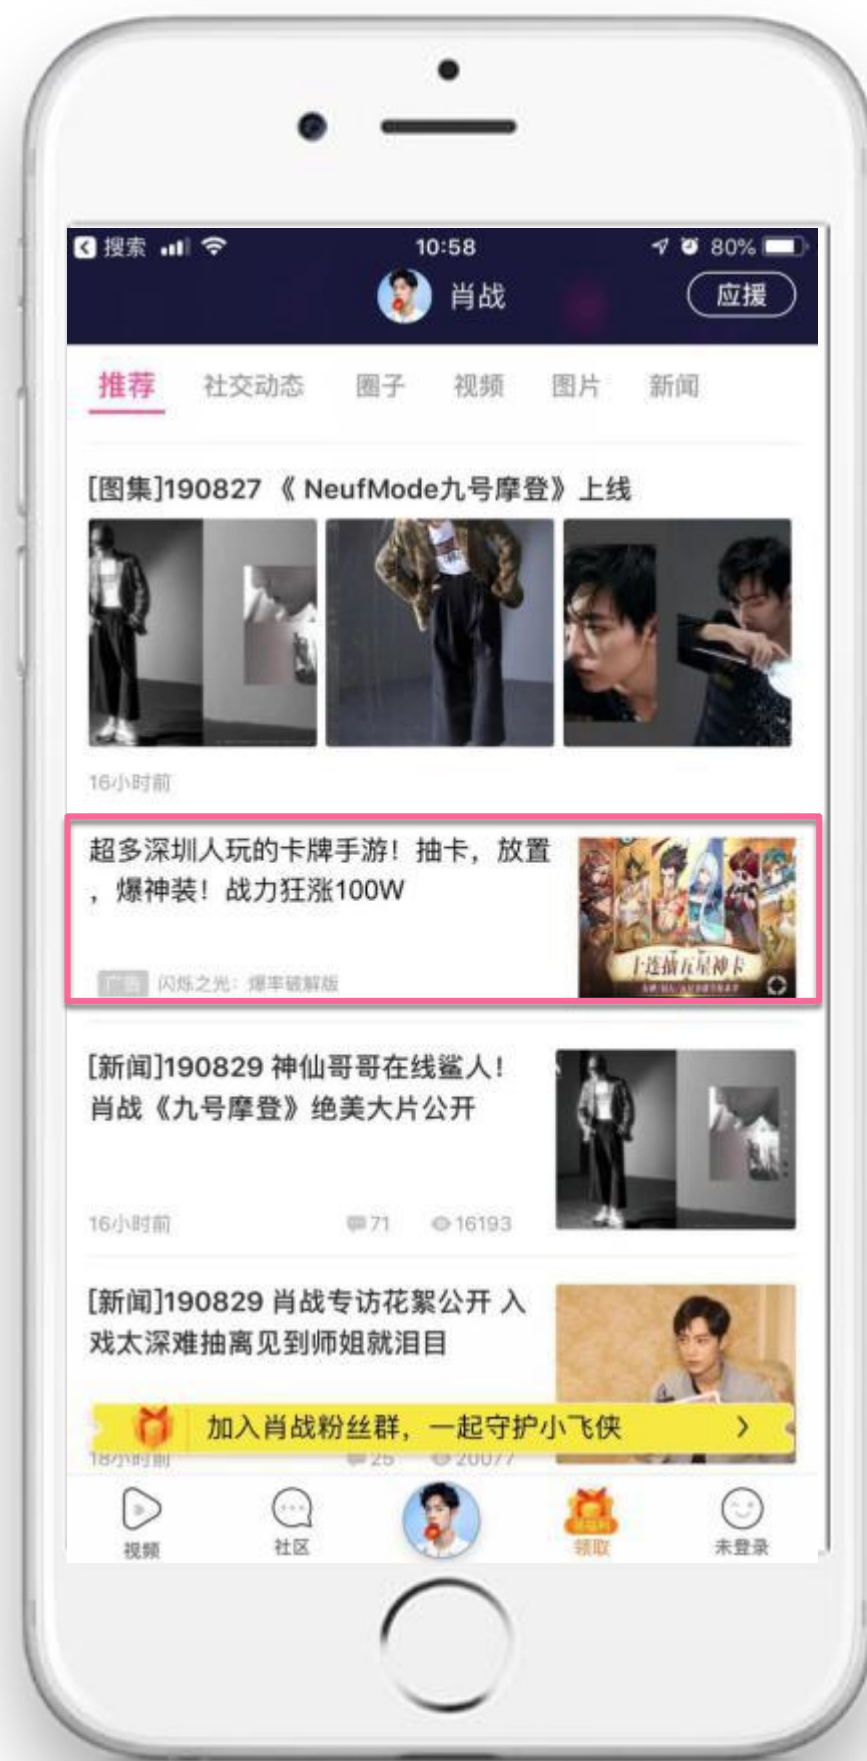 搜索
10:58
80%
肖战
应援
推荐 社交动态 圈子 视频 图片 新闻
[图集]190827 《 NeufMode九号摩登》上线
16小时前
超多深圳人玩的卡牌手游！抽卡，放置
，爆神装！战力狂涨100W
十连抽五星神卡
广告 闪烁之光：爆率破解版
[新闻]190829 神仙哥哥在线鲨人！
肖战《九号摩登》绝美大片公开
16小时前 71 16193
[新闻]190829 肖战专访花絮公开 入
戏太深难抽离见到师姐就泪目
加入肖战粉丝群，一起守护小飞侠
18小时前 25 20077
视频 社区 领取 未登录